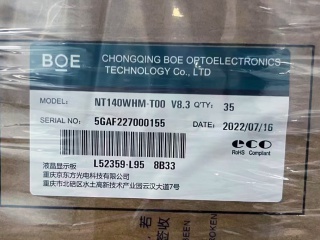 BOE CHONGQING BOE OPTOELECTRONICS
TECHNOLOGY Co., LTD
MODEL: NT140WHM-T00 V8.3 Q'TY: 35
SERIAL NO: 5GAF227000155 DATE: 2022/07/16
eco
RoHS Compliant
液晶显示板 L52359-L95 8B33
重庆京东方光电科技有限公司
重庆市北碚区水土高新技术产业园云汉大道7号